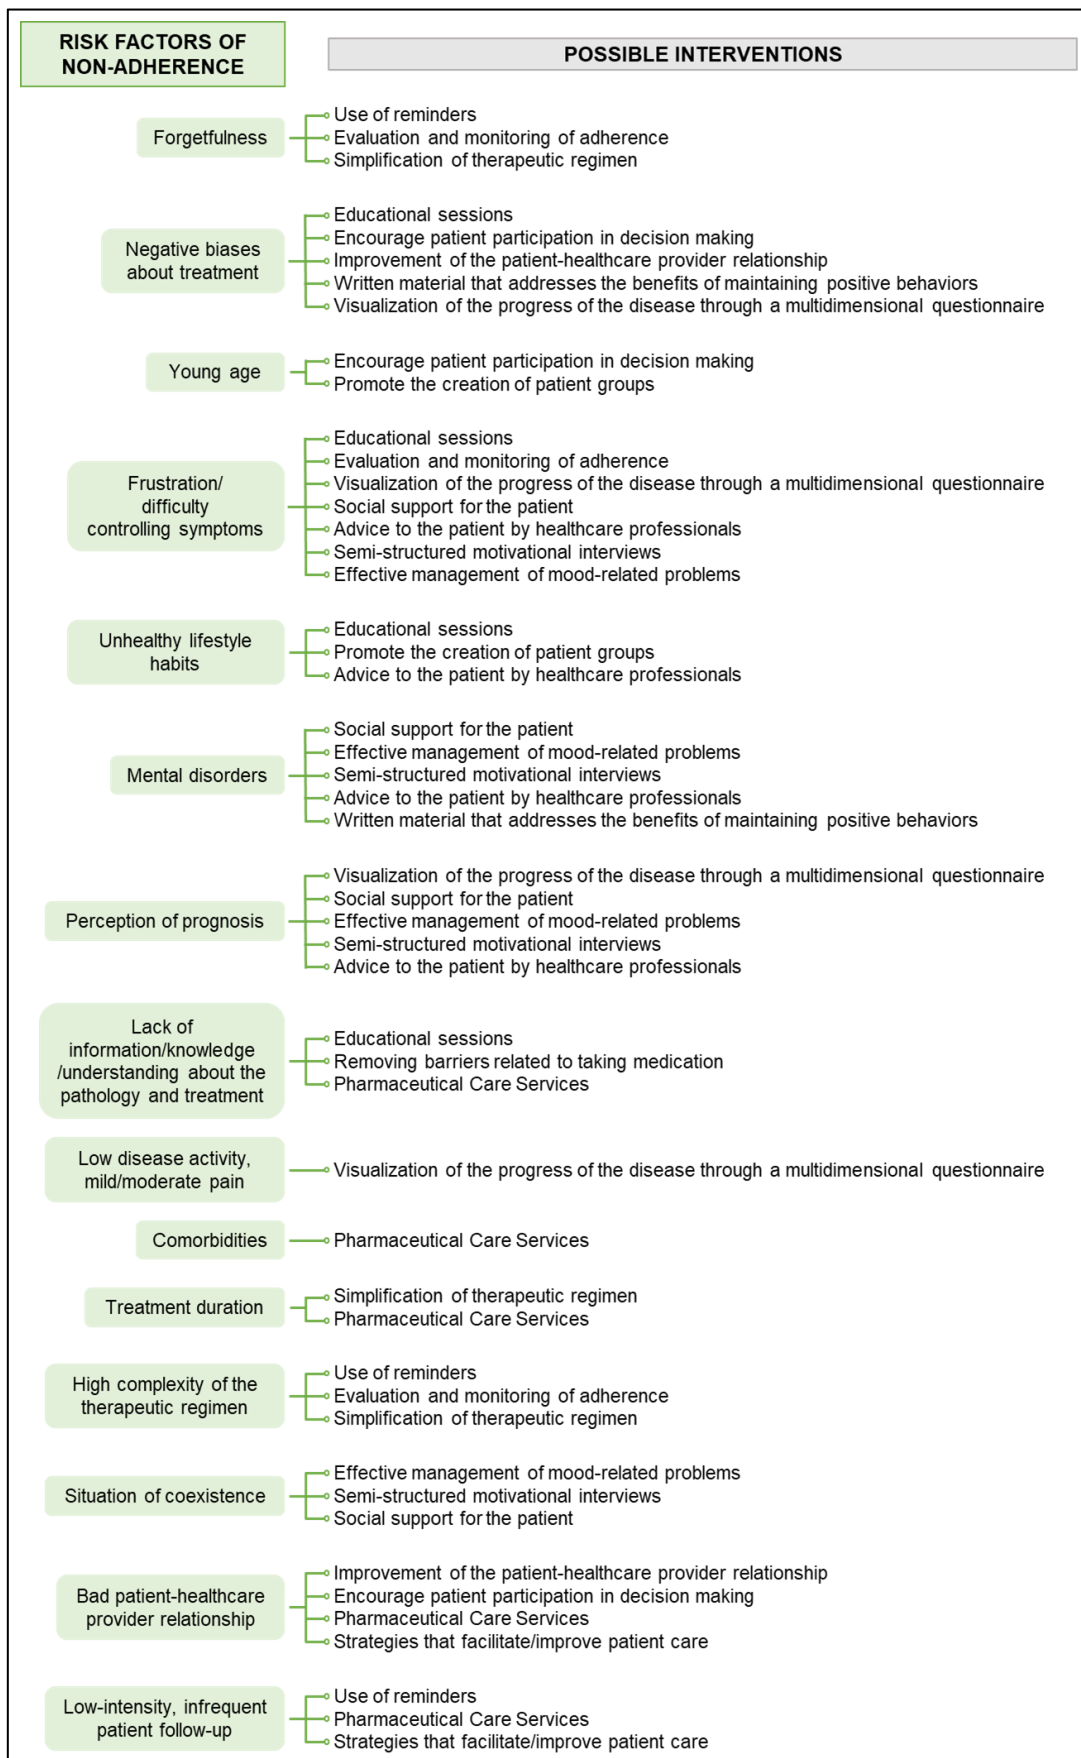 RISK FACTORS OF
NON-ADHERENCE
POSSIBLE INTERVENTIONS
Forgetfulness
Use of reminders
Evaluation and monitoring of adherence
Simplification of therapeutic regimen
Negative biases
about treatment
Educational sessions
Encourage patient participation in decision making
Improvement of the patient-healthcare provider relationship
Written material that addresses the benefits of maintaining positive behaviors
Visualization of the progress of the disease through a multidimensional questionnaire
Young age
Encourage patient participation in decision making
Promote the creation of patient groups
Frustration/
difficulty
controlling symptoms
Educational sessions
Evaluation and monitoring of adherence
Visualization of the progress of the disease through a multidimensional questionnaire
Social support for the patient
Advice to the patient by healthcare professionals
Semi-structured motivational interviews
Effective management of mood-related problems
Unhealthy lifestyle
habits
Educational sessions
Promote the creation of patient groups
Advice to the patient by healthcare professionals
Mental disorders
Social support for the patient
Effective management of mood-related problems
Semi-structured motivational interviews
Advice to the patient by healthcare professionals
Written material that addresses the benefits of maintaining positive behaviors
Perception of prognosis
Visualization of the progress of the disease through a multidimensional questionnaire
Social support for the patient
Effective management of mood-related problems
Semi-structured motivational interviews
Advice to the patient by healthcare professionals
Lack of
information/knowledge
/understanding about the
pathology and treatment
Educational sessions
Removing barriers related to taking medication
Pharmaceutical Care Services
Low disease activity,
mild/moderate pain
Visualization of the progress of the disease through a multidimensional questionnaire
Comorbidities
Pharmaceutical Care Services
Treatment duration
Simplification of therapeutic regimen
Pharmaceutical Care Services
High complexity of the
therapeutic regimen
Use of reminders
Evaluation and monitoring of adherence
Simplification of therapeutic regimen
Situation of coexistence
Effective management of mood-related problems
Semi-structured motivational interviews
Social support for the patient
Bad patient-healthcare
provider relationship
Improvement of the patient-healthcare provider relationship
Encourage patient participation in decision making
Pharmaceutical Care Services
Strategies that facilitate/improve patient care
Low-intensity, infrequent
patient follow-up
Use of reminders
Pharmaceutical Care Services
Strategies that facilitate/improve patient care